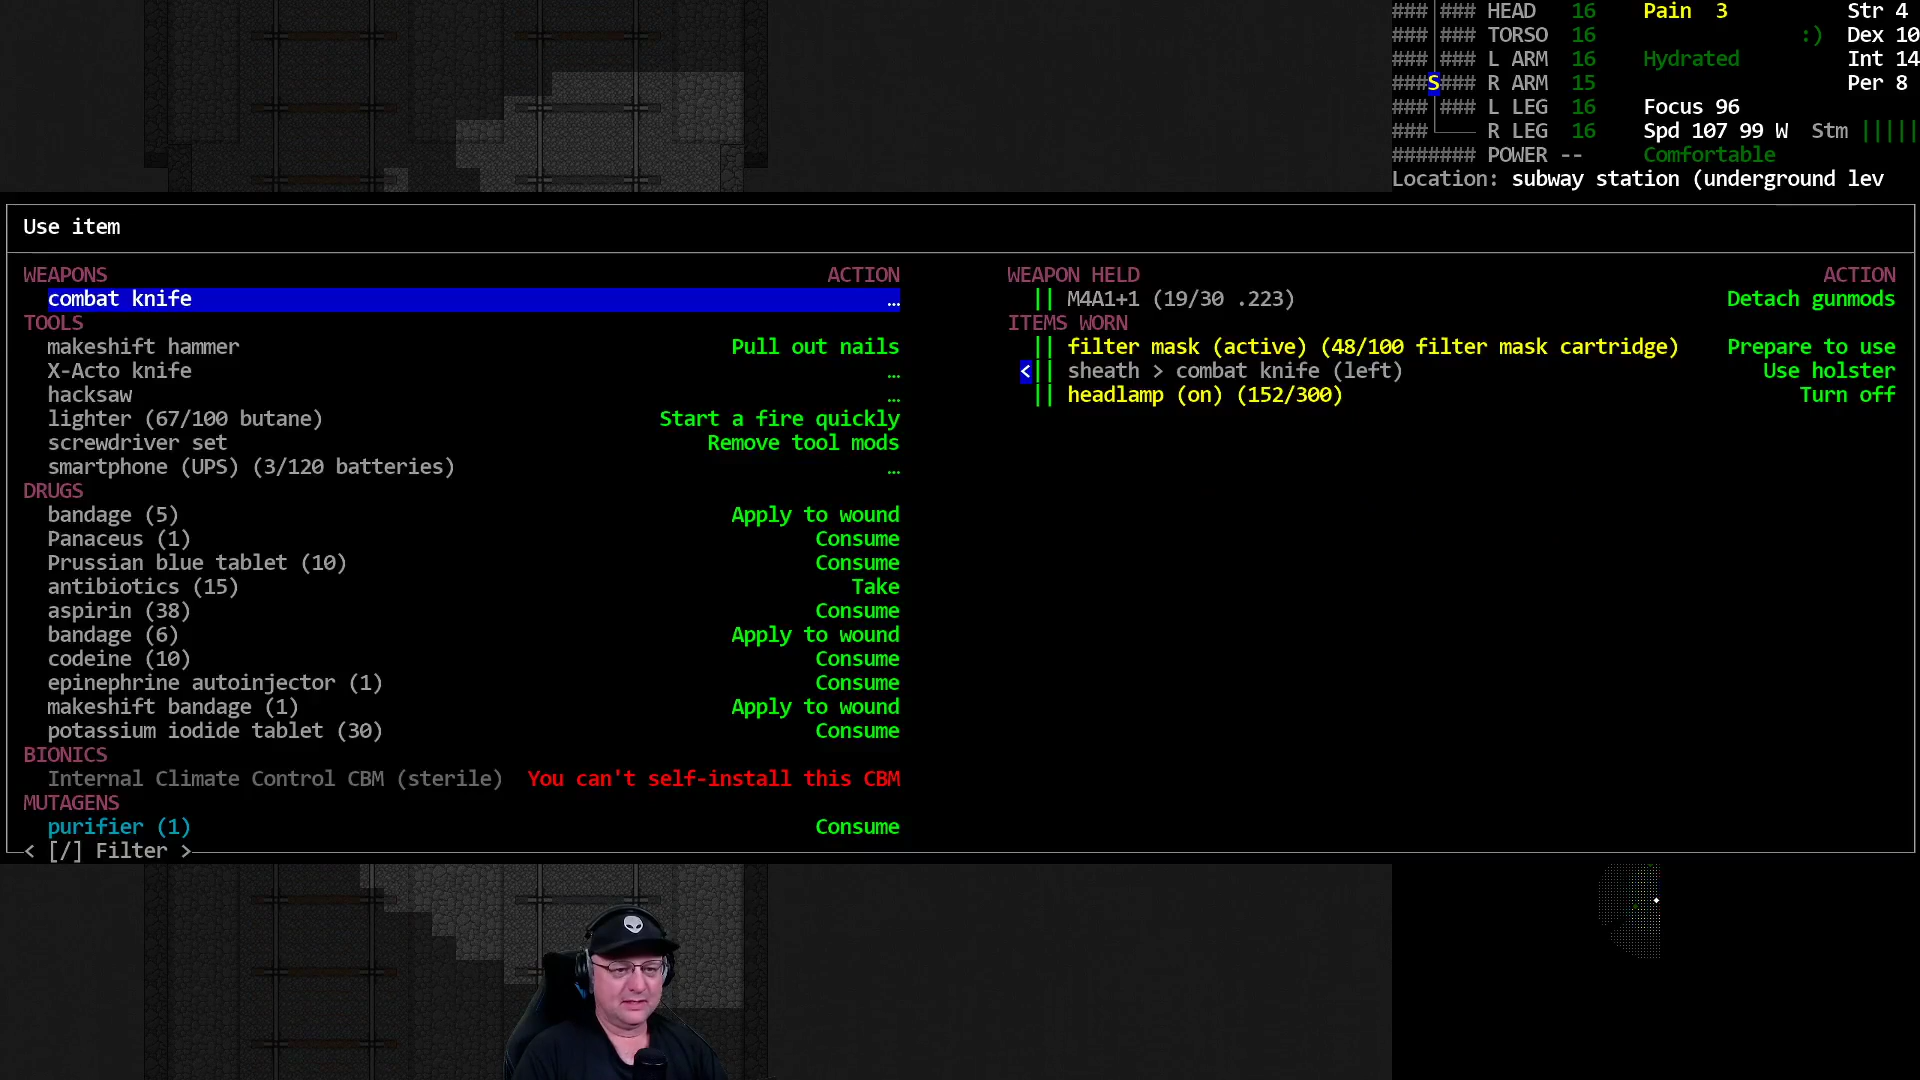 ### ### HEAD 16 Pain 3 Str 4
### ### TORSO 16 :) Dex 10
### ### L ARM 16 Hydrated Int 14
###S### R ARM 15 Per 8
### ### L LEG 16 Focus 96
### R LEG 16 Spd 107 99 W Stm |||||
####### POWER -- Comfortable
Location: subway station (underground lev
Use item
WEAPONS ACTION
combat knife …
TOOLS
makeshift hammer Pull out nails
X-Acto knife …
hacksaw …
lighter (67/100 butane) Start a fire quickly
screwdriver set Remove tool mods
smartphone (UPS) (3/120 batteries) …
DRUGS
bandage (5) Apply to wound
Panaceus (1) Consume
Prussian blue tablet (10) Consume
antibiotics (15) Take
aspirin (38) Consume
bandage (6) Apply to wound
codeine (10) Consume
epinephrine autoinjector (1) Consume
makeshift bandage (1) Apply to wound
potassium iodide tablet (30) Consume
BIONICS
Internal Climate Control CBM (sterile) You can't self-install this CBM
MUTAGENS
purifier (1) Consume
< [/] Filter >
WEAPON HELD ACTION
|| M4A1+1 (19/30 .223) Detach gunmods
ITEMS WORN
|| filter mask (active) (48/100 filter mask cartridge) Prepare to use
<|| sheath > combat knife (left) Use holster
|| headlamp (on) (152/300) Turn off